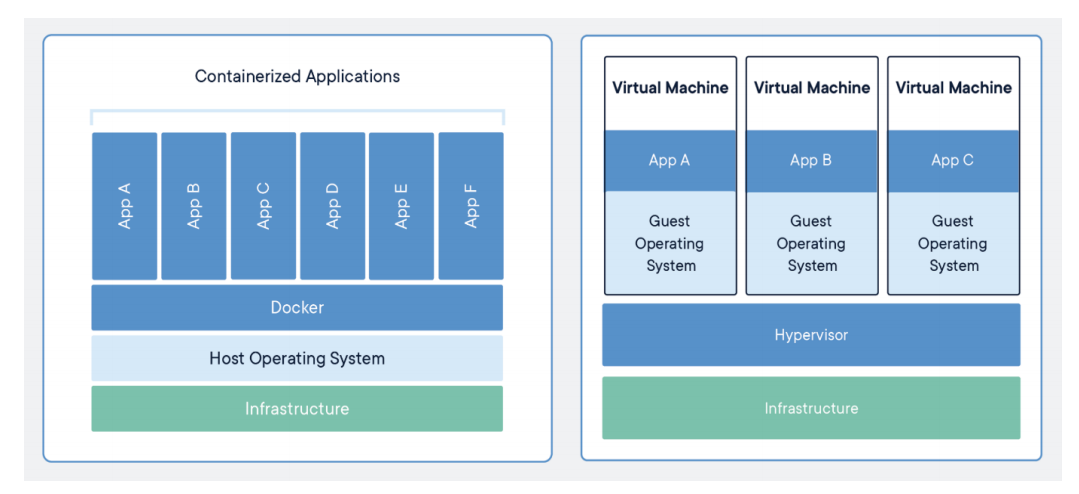 Containerized Applications
App A
App B
App C
App D
App E
App F
Docker
Host Operating System
Infrastructure
Virtual Machine
App A
Guest
Operating
System
Virtual Machine
App B
Guest
Operating
System
Virtual Machine
App C
Guest
Operating
System
Hypervisor
Infrastructure